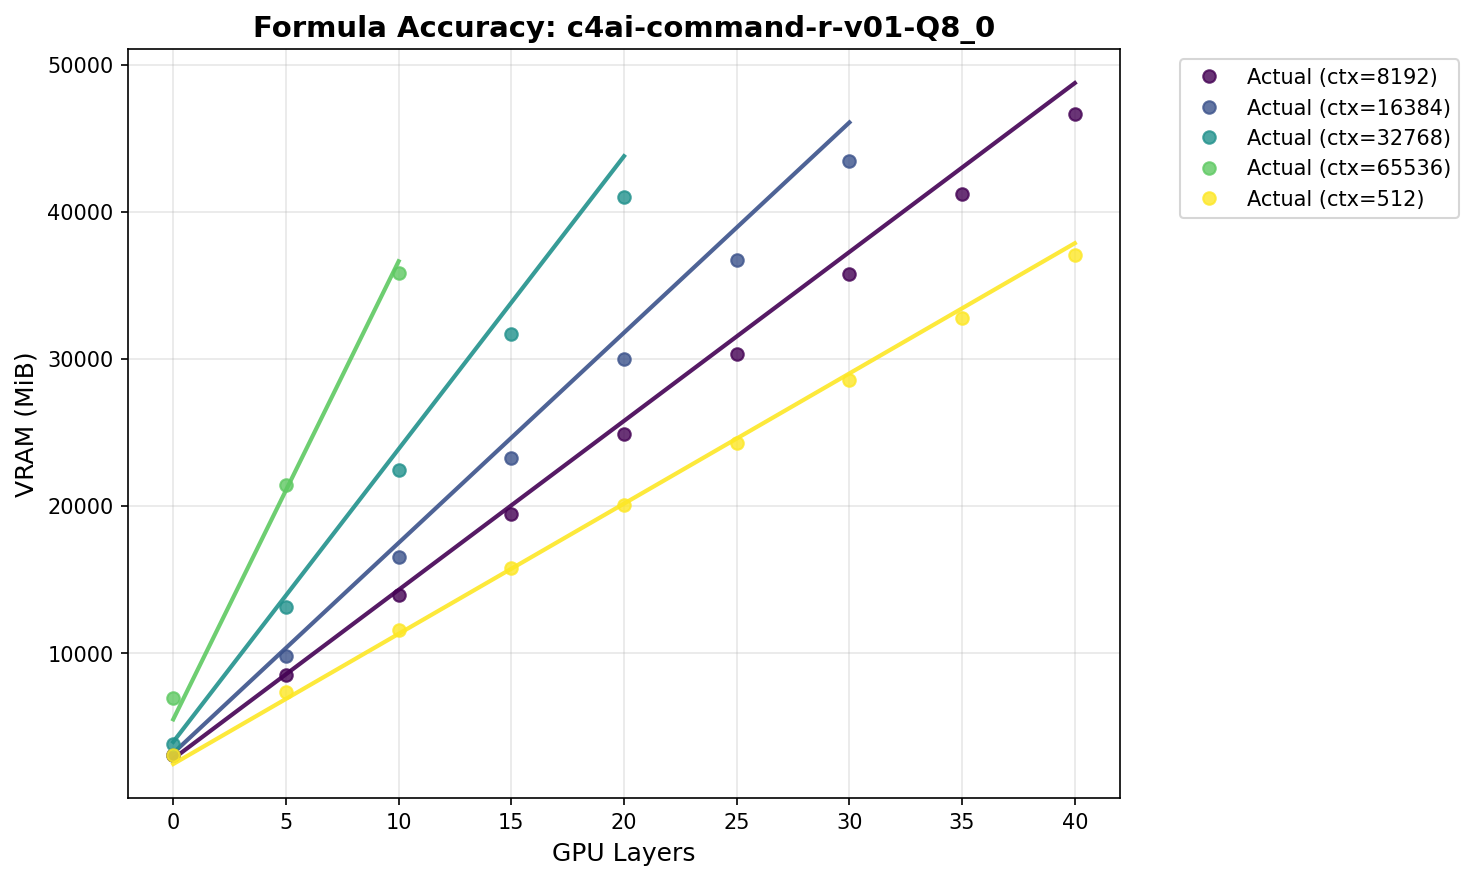 Formula Accuracy: c4ai-command-r-v01-Q8_0
VRAM (MiB)
50000
40000
30000
20000
10000
0 5 10 15 20 25 30 35 40
GPU Layers
Actual (ctx=8192)
Actual (ctx=16384)
Actual (ctx=32768)
Actual (ctx=65536)
Actual (ctx=512)